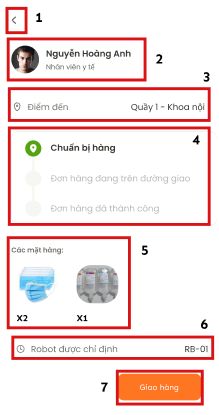 1
Nguyễn Hoàng Anh
Nhân viên y tế
2
3
Điểm đến Quầy 1 - Khoa nội
4
Chuẩn bị hàng
Đơn hàng đang trên đường giao
Đơn hàng đã thành công
Các mặt hàng:
5
X2 X1
6
Robot được chỉ định RB-01
7
Giao hàng